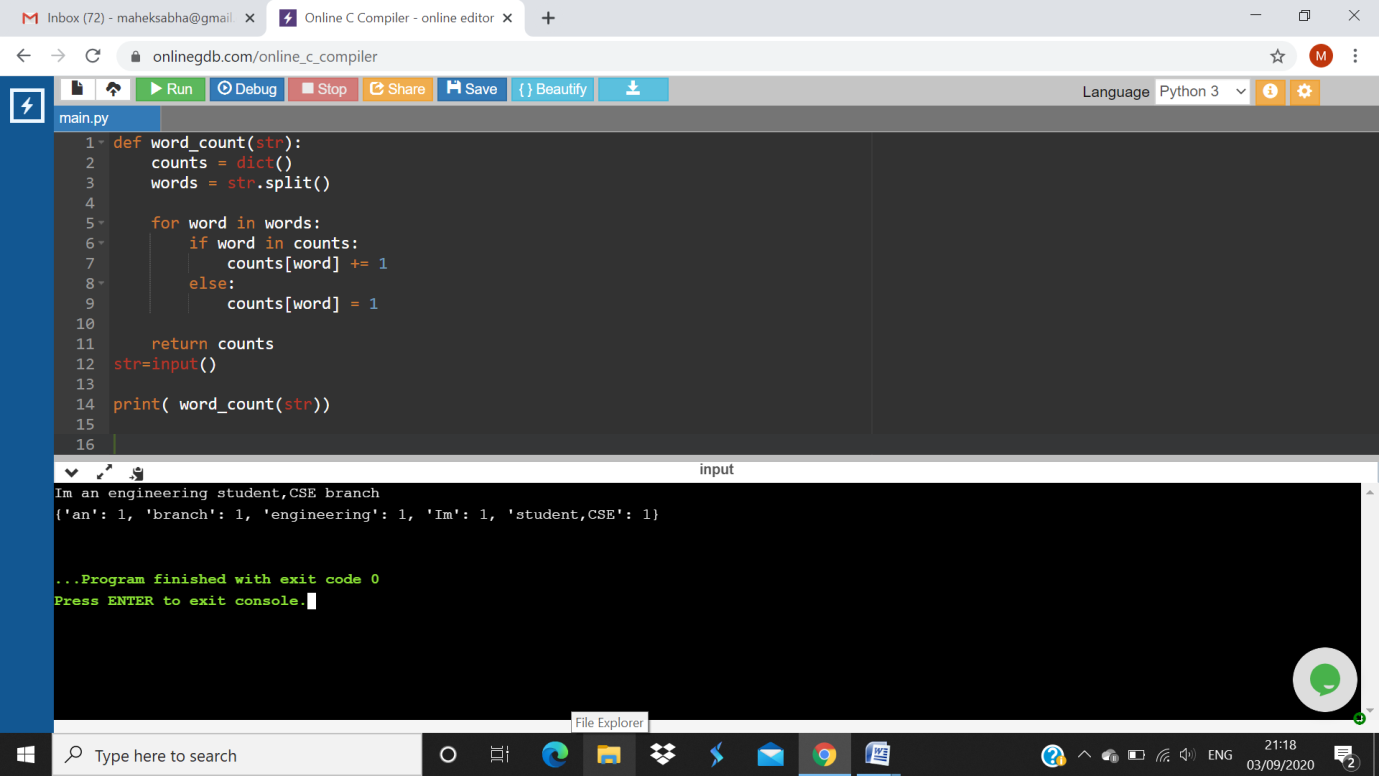 Inbox (72) - maheksabha@gmail
Online C Compiler - online editor
onlinegdb.com/online_c_compiler
M
Run Debug Stop Share Save {} Beautify
Language Python 3
main.py
1 def word_count(str):
2 counts = dict()
3 words = str.split()
4
5 for word in words:
6 if word in counts:
7 counts[word] += 1
8 else:
9 counts[word] = 1
10
11 return counts
12 str=input()
13
14 print( word_count(str))
15
16
input
Im an engineering student,CSE branch
{'an': 1, 'branch': 1, 'engineering': 1, 'Im': 1, 'student,CSE': 1}
...Program finished with exit code 0
Press ENTER to exit console.
File Explorer
Type here to search
ENG
21:18
03/09/2020
2